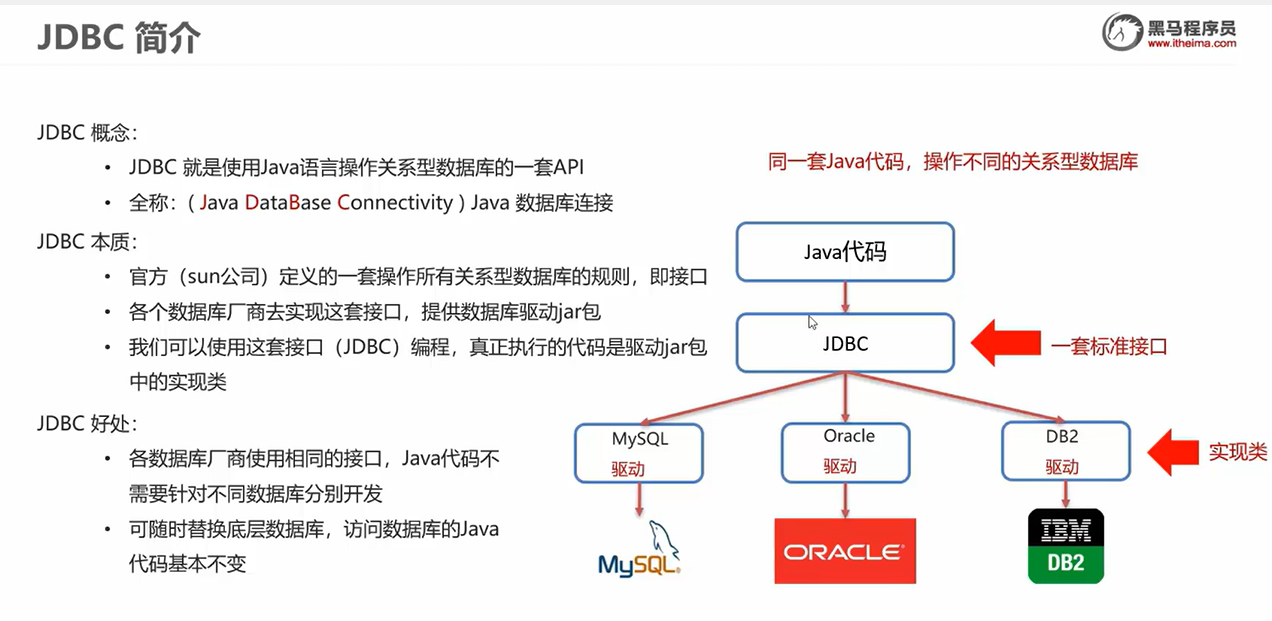 JDBC 简介
黑马程序员
www.itheima.com
JDBC 概念：
• JDBC 就是使用Java语言操作关系型数据库的一套API
• 全称：( Java DataBase Connectivity ) Java 数据库连接
JDBC 本质：
• 官方（sun公司）定义的一套操作所有关系型数据库的规则，即接口
• 各个数据库厂商去实现这套接口，提供数据库驱动jar包
• 我们可以使用这套接口（JDBC）编程，真正执行的代码是驱动jar包
中的实现类
JDBC 好处：
• 各数据库厂商使用相同的接口，Java代码不
需要针对不同数据库分别开发
• 可随时替换底层数据库，访问数据库的Java
代码基本不变
同一套Java代码，操作不同的关系型数据库
Java代码
JDBC
一套标准接口
MySQL
驱动
Oracle
驱动
DB2
驱动
实现类
MySQL
ORACLE
IBM
DB2